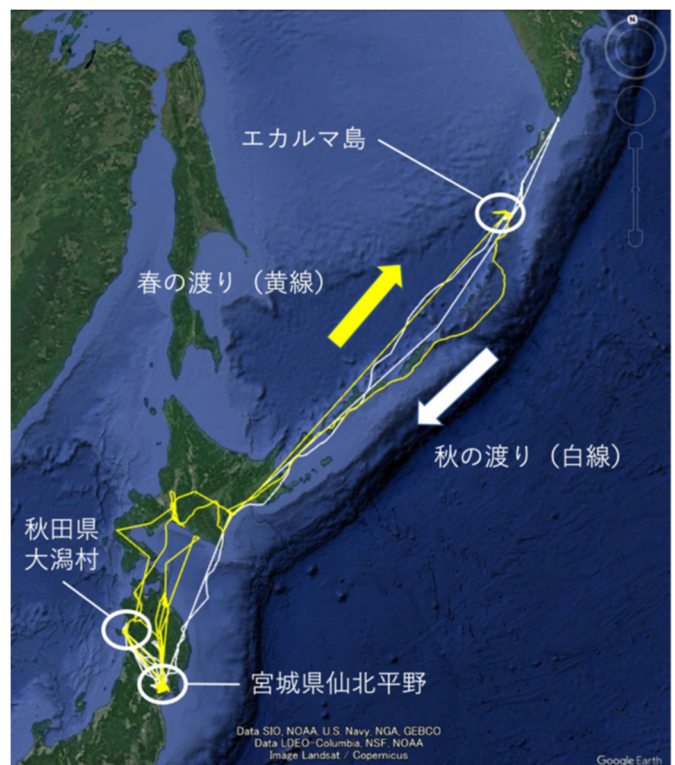 N
エカルマ島
春の渡り（黄線）
秋の渡り（白線）
秋田県
大潟村
宮城県仙北平野
Data SIO, NOAA, U.S. Navy, NGA, GEBCO
Data LDEO-Columbia, NSF, NOAA
Image Landsat / Copernicus
Google Earth